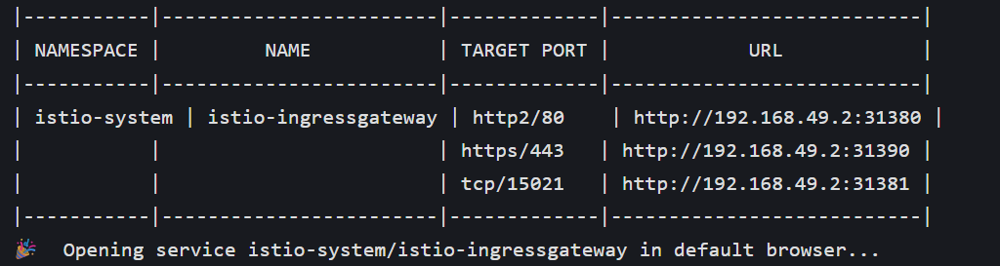 |-----------|----------------------|-------------|--------------------------|
| NAMESPACE | NAME | TARGET PORT | URL |
|-----------|----------------------|-------------|--------------------------|
| istio-system | istio-ingressgateway | http2/80 | http://192.168.49.2:31380 |
| | | https/443 | http://192.168.49.2:31390 |
| | | tcp/15021 | http://192.168.49.2:31381 |
|-----------|----------------------|-------------|--------------------------|
🎉 Opening service istio-system/istio-ingressgateway in default browser...